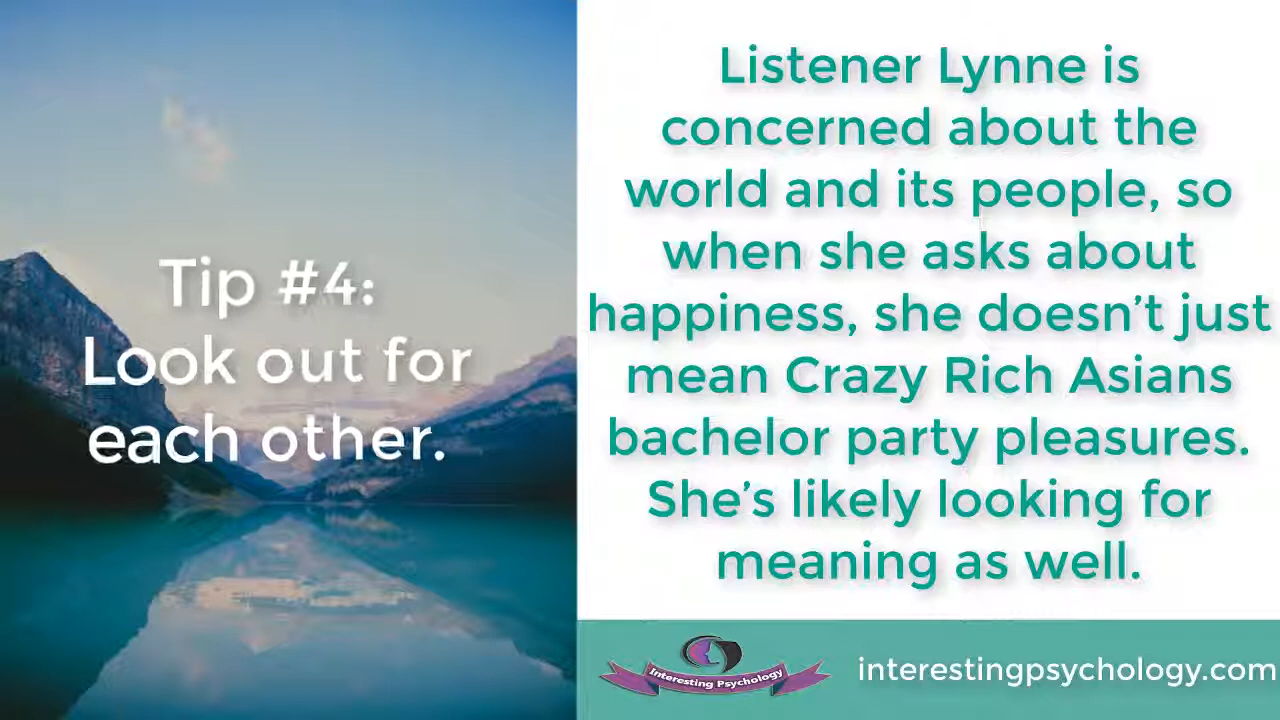 Tip #4:
Look out for
each other.
Listener Lynne is
concerned about the
world and its people, so
when she asks about
happiness, she doesn’t just
mean Crazy Rich Asians
bachelor party pleasures.
She’s likely looking for
meaning as well.
Interesting Psychology
interestingpsychology.com